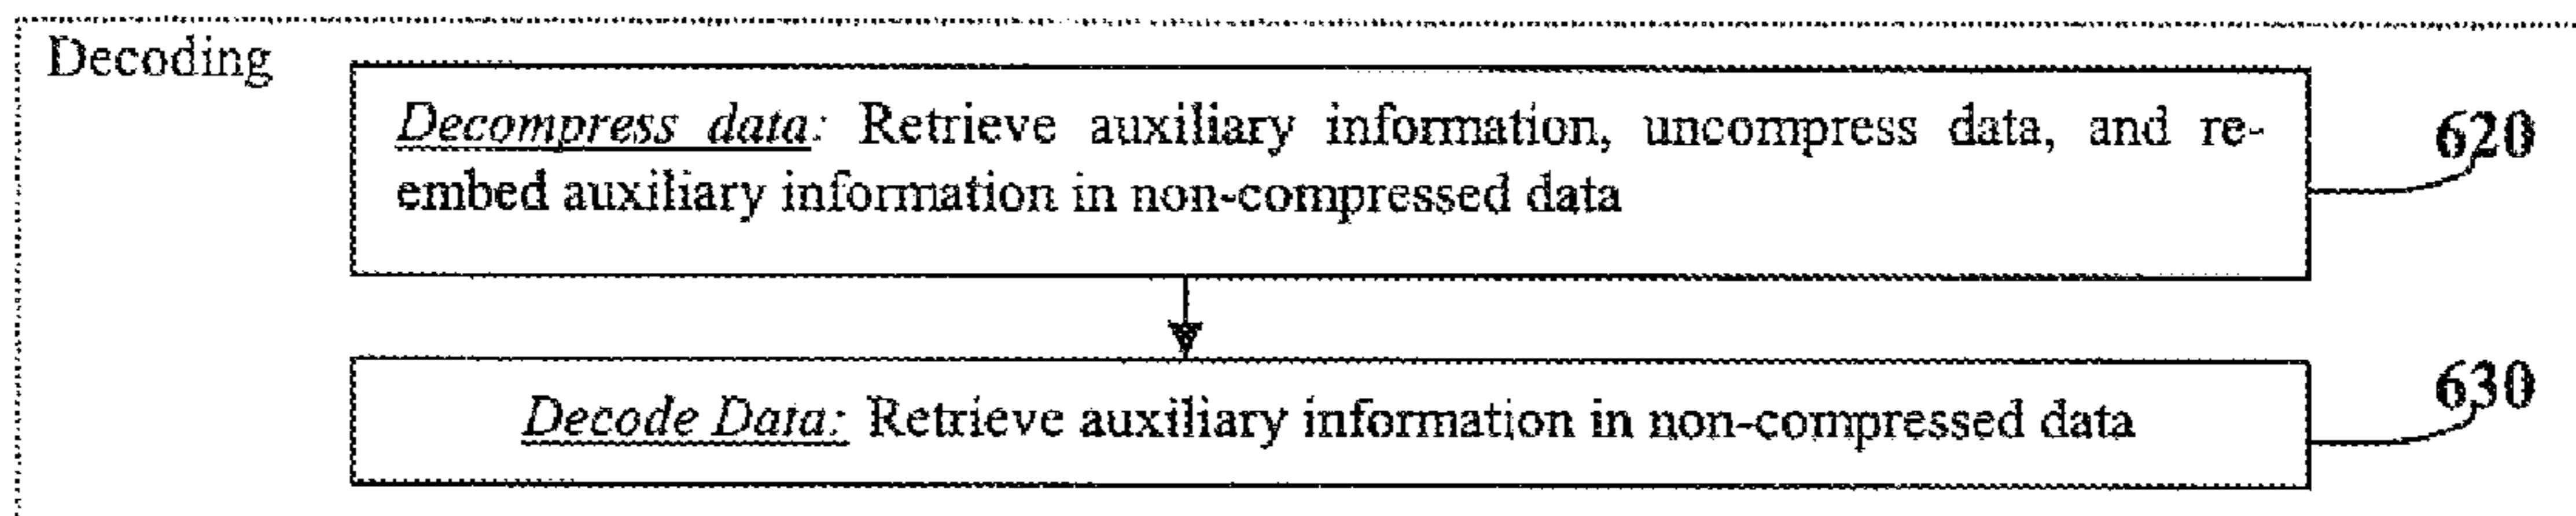 Decoding
Decompress data: Retrieve auxiliary information, uncompress data, and re-
embed auxiliary information in non-compressed data
620
Decode Data: Retrieve auxiliary information in non-compressed data
630